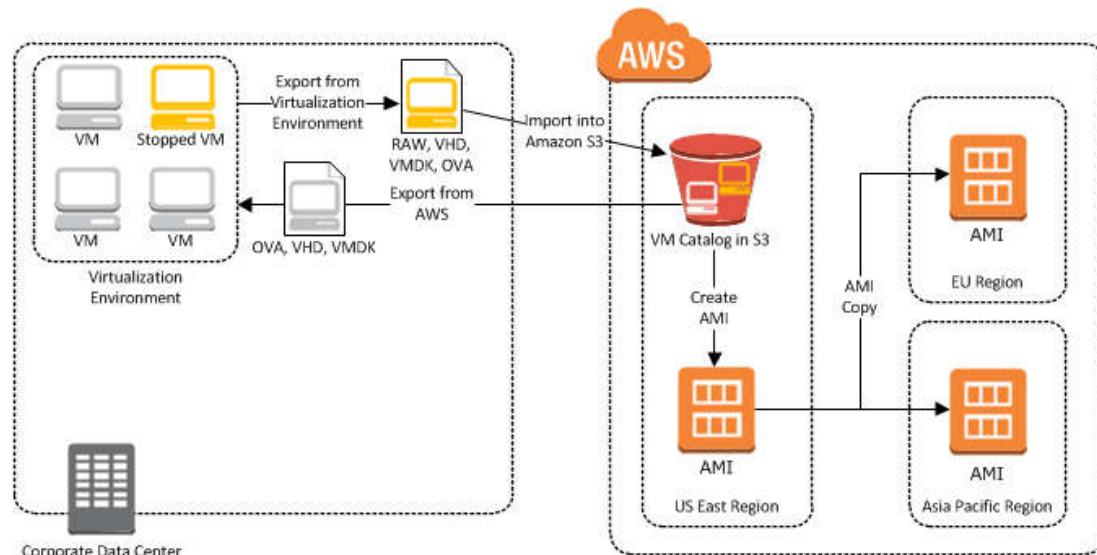 AWS
VM
Stopped VM
Export from
Virtualization
Environment
RAW, VHD,
VMDK, OVA
Import into
Amazon S3
VM
VM
OVA, VHD, VMDK
Export from
AWS
Virtualization
Environment
VM Catalog in S3
Create
AMI
AMI
US East Region
AMI
Copy
AMI
EU Region
AMI
Asia Pacific Region
Corporate Data Center